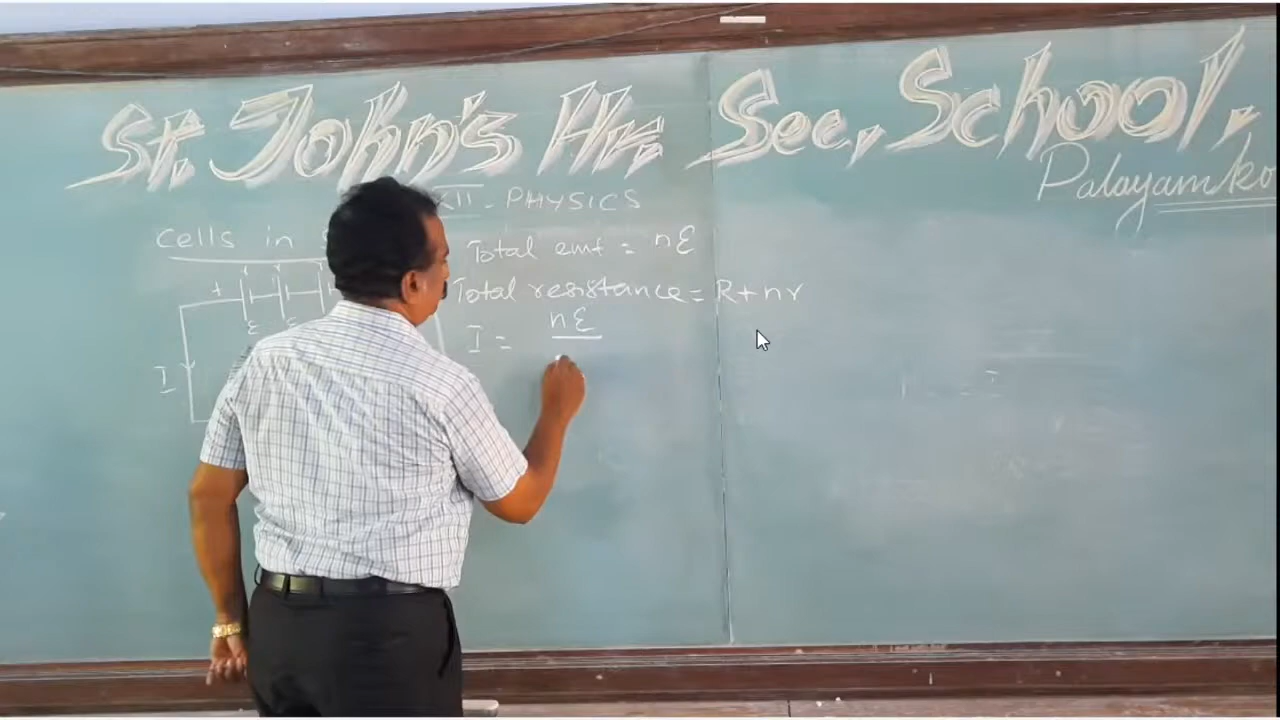 St. John's Hr. Sec. School,
Palayamko
XII - PHYSICS
Cells in
Total emf = nε
Total resistance = R + nr
I = nε
+
r
r
ε
I